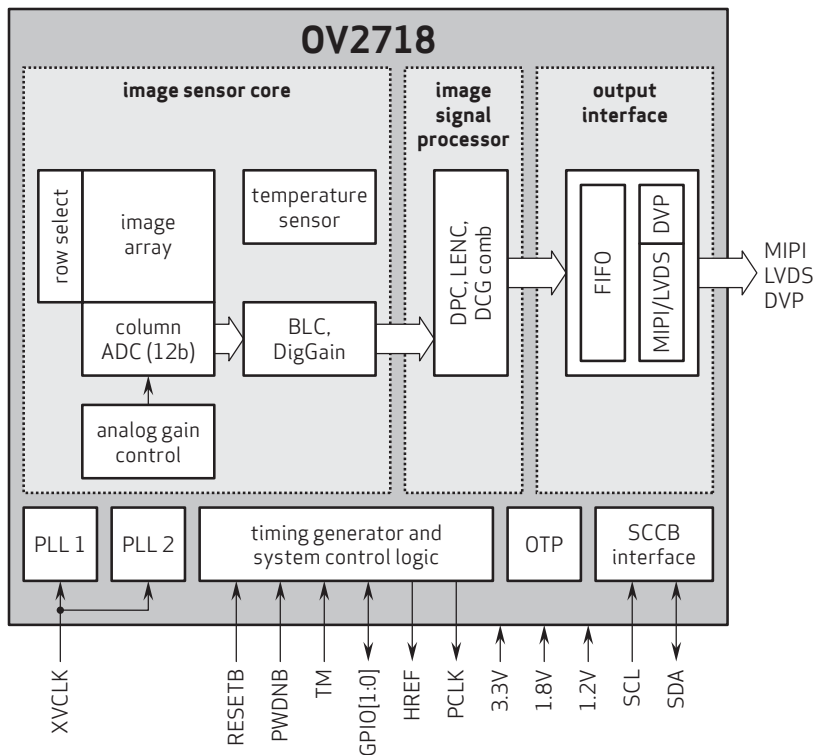 OV2718
image sensor core
image
signal
processor
output
interface
row select
image
array
temperature
sensor
column
ADC (12b)
BLC,
DigGain
analog gain
control
DPC, LENC,
DCG comb
FIFO
DVP
MIPI/LVDS
MIPI
LVDS
DVP
PLL 1
PLL 2
timing generator and
system control logic
OTP
SCCB
interface
XVCLK
RESETB
PWDNB
TM
GPIO[1:0]
HREF
PCLK
3.3V
1.8V
1.2V
SCL
SDA